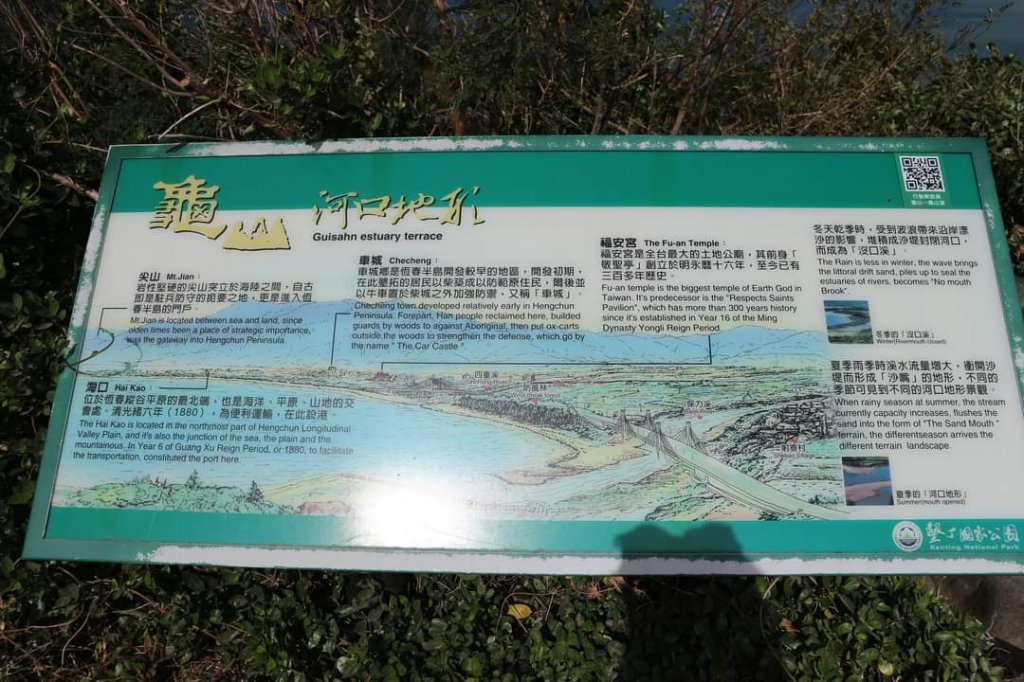 龜山 河口地形
Guisahn estuary terrace
尖山 Mt.Jian：
岩性堅硬的尖山突立於海陸之間，自古
即是駐兵防守的扼要之地，更是進入恆
春半島的門戶。
Mt.Jian is located between sea and land, since
olden times been a place of strategic importance,
was the gateway into Hengchun Peninsula.
車城 Checheng：
車城鄉是恆春半島開發較早的地區，開發初期，
在此墾拓的居民以柴築成以防範原住民，爾後並
以牛車置於柴城之外加強防禦，又稱「車城」。
Checheng town developed relatively early in Hengchun
Peninsula. Forepart, Han people reclaimed here, builded
guards by woods to against Aboriginal, then put ox-carts
outside the woods to strengthen the defense, which go by
the name " The Car Castle ".
福安宮 The Fu-an Temple：
福安宮是全台最大的土地公廟，其前身「
敬聖亭」創立於明永曆十六年，至今已有
三百多年歷史。
Fu-an temple is the biggest temple of Earth God in
Taiwan. It's predecessor is the "Respects Saints
Pavilion", which has more than 300 years history
since it's established in Year 16 of the Ming
Dynasty Yongli Reign Period.
冬天乾季時，受到波浪帶來沿岸漂
沙的影響，堆積成沙堤封閉河口，
而成為「沒口溪」。
The Rain is less in winter, the wave brings
the littoral drift sand, piles up to seal the
estuaries of rivers, becomes "No mouth
Brook".
冬季的「沒口溪」
Winter(Rivermouth closed)
夏季雨季時溪水流量增大，衝開沙
堤而形成「沙嘴」的地形，不同的
季節可見到不同的河口地形景觀。
When rainy season at summer, the stream
currently capacity increases, flushes the
sand into the form of "The Sand Mouth."
terrain, the differentseason arrives the
different terrain landscape.
夏季的「河口地形」
Summer(mouth opened)
海口 Hai Kao：
位於恆春縱谷平原的最北端，也是海洋、平原、山地的交
會處。清光緒六年（1880），為便利運輸，在此於港。
The Hai Kao is located in the northmost part of Hengchun Longitudinal
Valley Plain, and it's also the junction of the sea, the plain and the
mountainous. In Year 6 of Guang Xu Reign Period, or 1880, to facilitate
the transportation, constituted the port here.
四重溪
防風林
保力溪
射寮村
墾丁國家公園
Kenting National Park